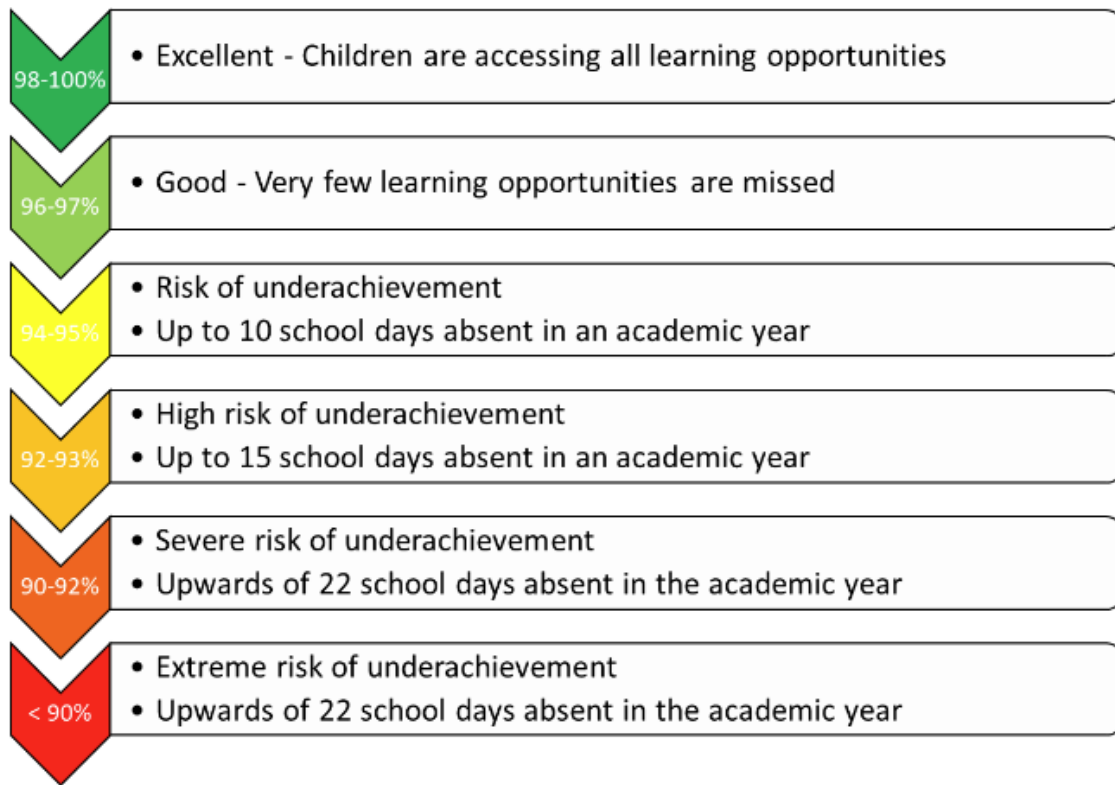 98-100%
• Excellent - Children are accessing all learning opportunities
96-97%
• Good - Very few learning opportunities are missed
94-95%
• Risk of underachievement
• Up to 10 school days absent in an academic year
92-93%
• High risk of underachievement
• Up to 15 school days absent in an academic year
90-92%
• Severe risk of underachievement
• Upwards of 22 school days absent in the academic year
< 90%
• Extreme risk of underachievement
• Upwards of 22 school days absent in the academic year